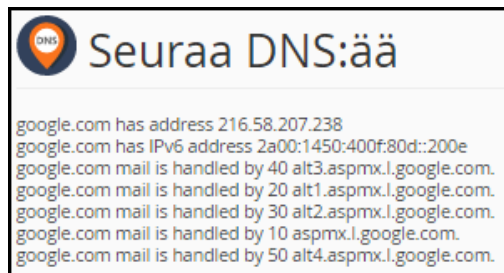 DNS
Seuraa DNS:ää
google.com has address 216.58.207.238
google.com has IPv6 address 2a00:1450:400f:80d::200e
google.com mail is handled by 40 alt3.aspmx.l.google.com.
google.com mail is handled by 20 alt1.aspmx.l.google.com.
google.com mail is handled by 30 alt2.aspmx.l.google.com.
google.com mail is handled by 10 aspmx.l.google.com.
google.com mail is handled by 50 alt4.aspmx.l.google.com.